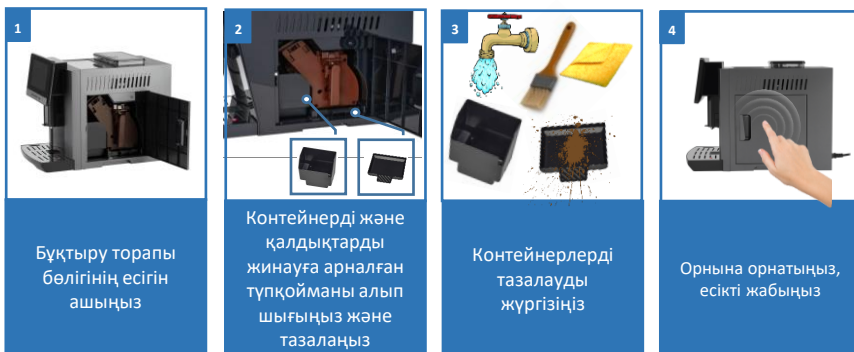 1
Бұқтыру торапы
бөлігінің есігін
ашыңыз
2
Контейнерді және
қалдықтарды
жинауға арналған
түпқойманы алып
шығыңыз және
тазалаңыз
3
Контейнерлерді
тазалауды
жүргізіңіз
4
Орнына орнатыңыз,
есікті жабыңыз